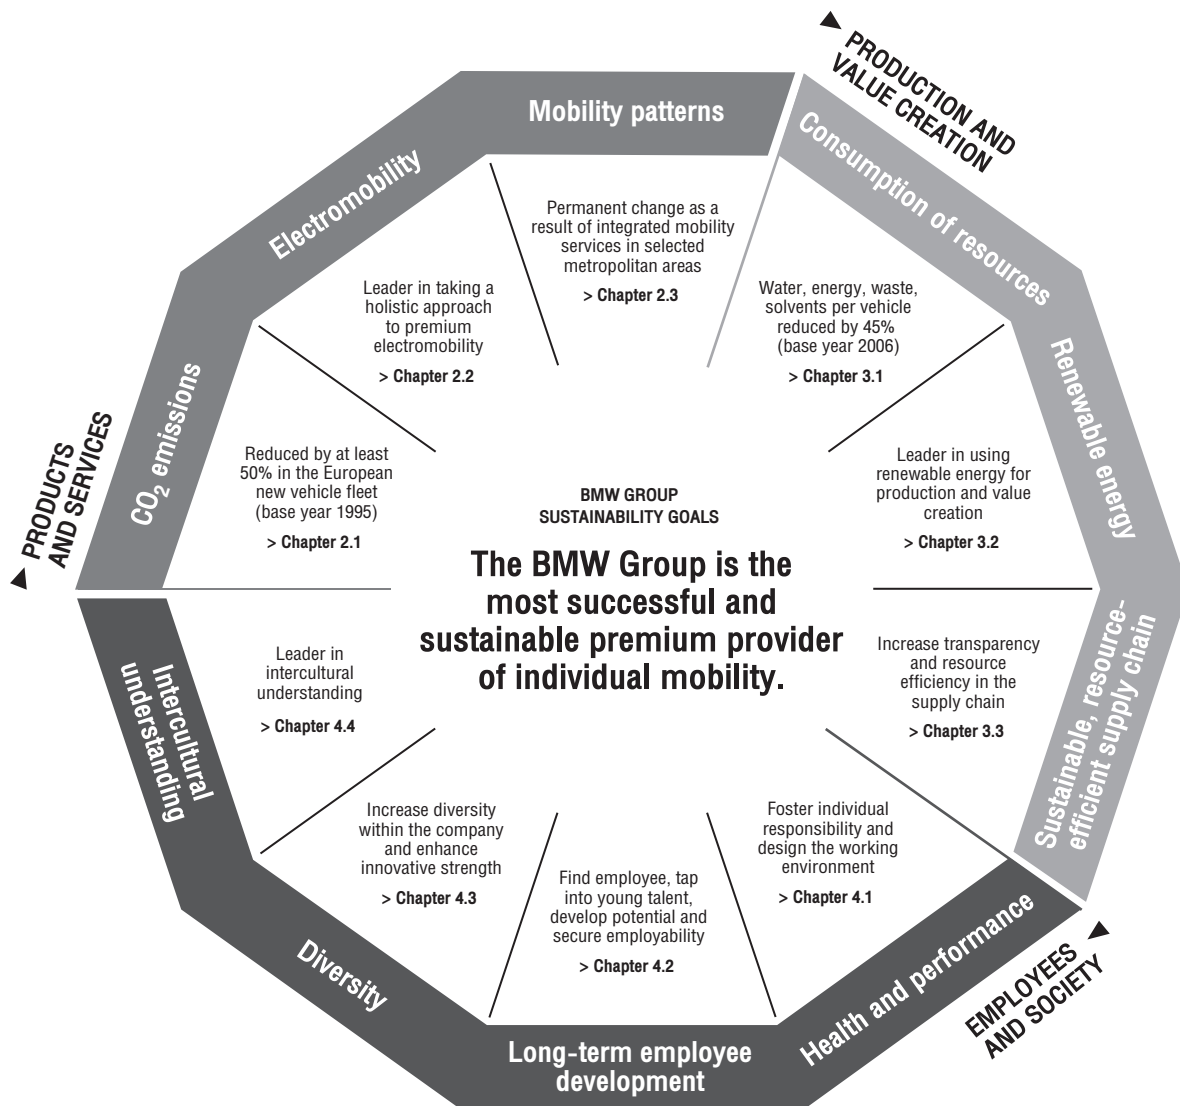 PRODUCTION AND
VALUE CREATION
Mobility patterns
Permanent change as a
result of integrated mobility
services in selected
metropolitan areas
> Chapter 2.3
Consumption of resources
Water, energy, waste,
solvents per vehicle
reduced by 45%
(base year 2006)
> Chapter 3.1
Renewable energy
Leader in using
renewable energy for
production and value
creation
> Chapter 3.2
Sustainable, resource-
efficient supply chain
Increase transparency
and resource
efficiency in the
supply chain
> Chapter 3.3
EMPLOYEES
AND SOCIETY
Health and performance
Foster individual
responsibility and
design the working
environment
> Chapter 4.1
Long-term employee
development
Find employee, tap
into young talent,
develop potential and
secure employability
> Chapter 4.2
Diversity
Increase diversity
within the company
and enhance
innovative strength
> Chapter 4.3
Intercultural
understanding
Leader in
intercultural
understanding
> Chapter 4.4
PRODUCTS
AND SERVICES
CO₂ emissions
Reduced by at least
50% in the European
new vehicle fleet
(base year 1995)
> Chapter 2.1
Electromobility
Leader in taking a
holistic approach
to premium
electromobility
> Chapter 2.2
BMW GROUP
SUSTAINABILITY GOALS
The BMW Group is the
most successful and
sustainable premium provider
of individual mobility.